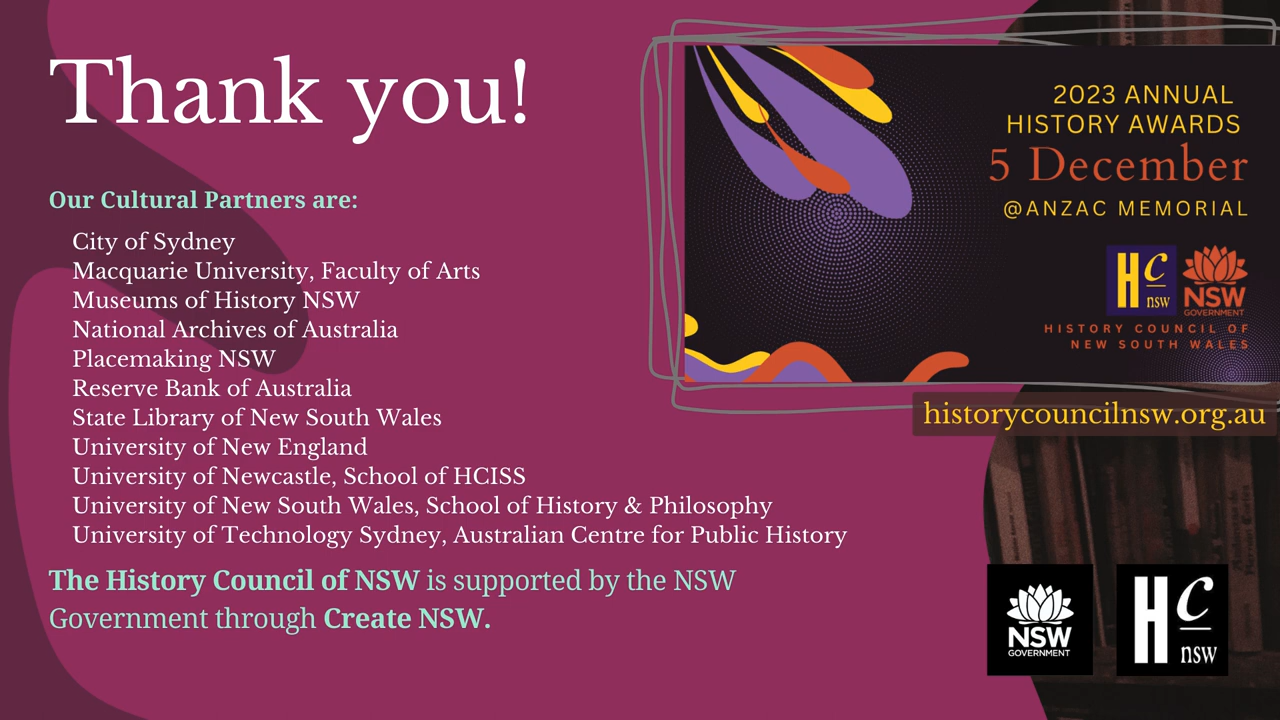 Thank you!
Our Cultural Partners are:
City of Sydney
Macquarie University, Faculty of Arts
Museums of History NSW
National Archives of Australia
Placemaking NSW
Reserve Bank of Australia
State Library of New South Wales
University of New England
University of Newcastle, School of HCISS
University of New South Wales, School of History & Philosophy
University of Technology Sydney, Australian Centre for Public History
The History Council of NSW is supported by the NSW
Government through Create NSW.
2023 ANNUAL
HISTORY AWARDS
5 December
@ANZAC MEMORIAL
HC
nsw
NSW
GOVERNMENT
HISTORY COUNCIL OF
NEW SOUTH WALES
historycouncilnsw.org.au
NSW
GOVERNMENT
HC
nsw